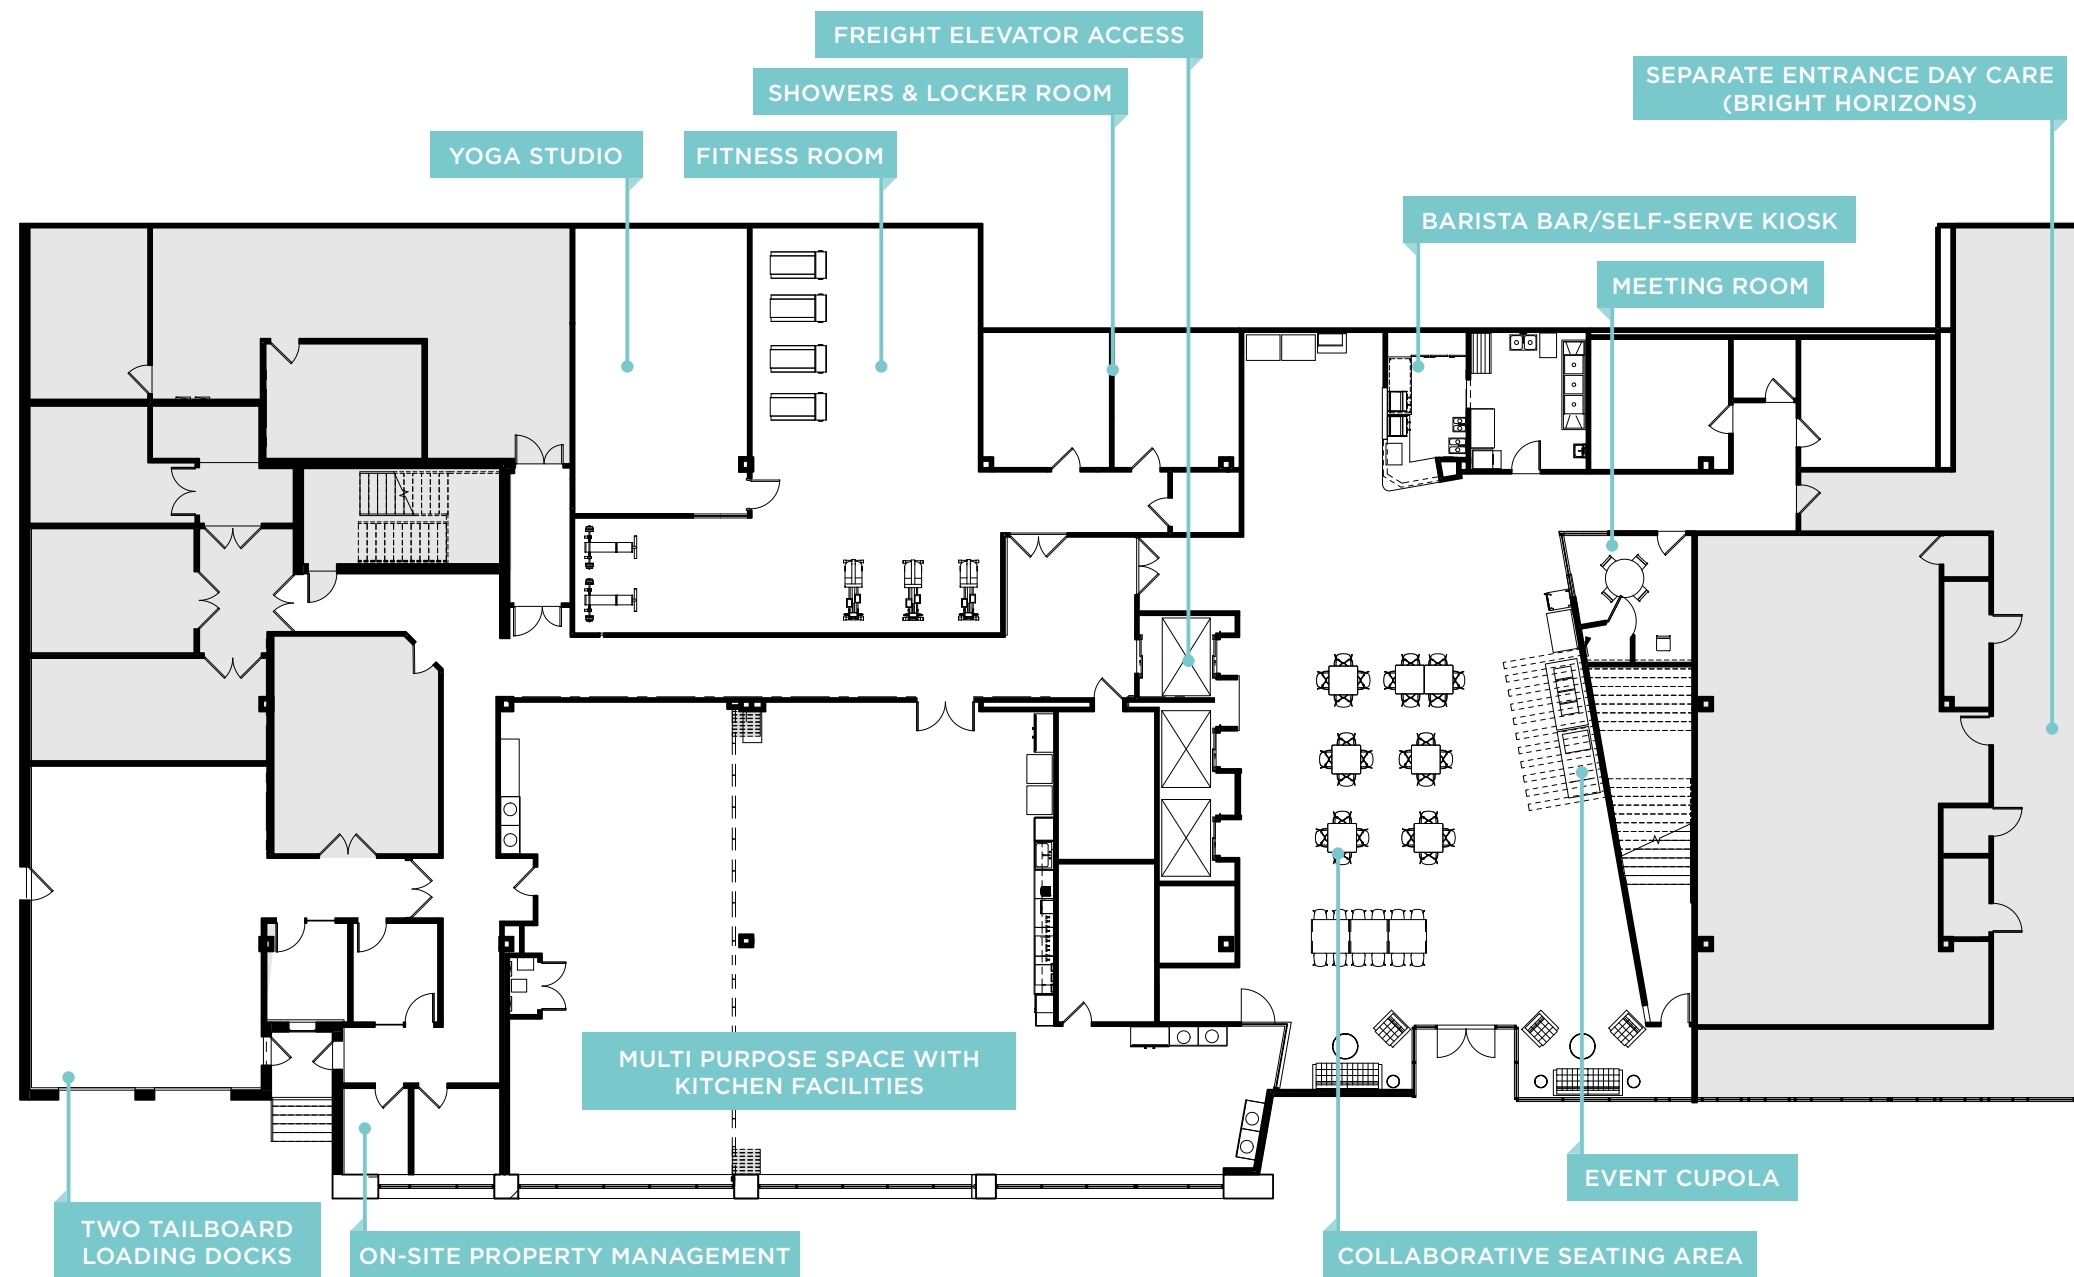 FREIGHT ELEVATOR ACCESS
SHOWERS & LOCKER ROOM
SEPARATE ENTRANCE DAY CARE
(BRIGHT HORIZONS)
YOGA STUDIO
FITNESS ROOM
BARISTA BAR/SELF-SERVE KIOSK
MEETING ROOM
MULTI PURPOSE SPACE WITH
KITCHEN FACILITIES
EVENT CUPOLA
TWO TAILBOARD
LOADING DOCKS
ON-SITE PROPERTY MANAGEMENT
COLLABORATIVE SEATING AREA